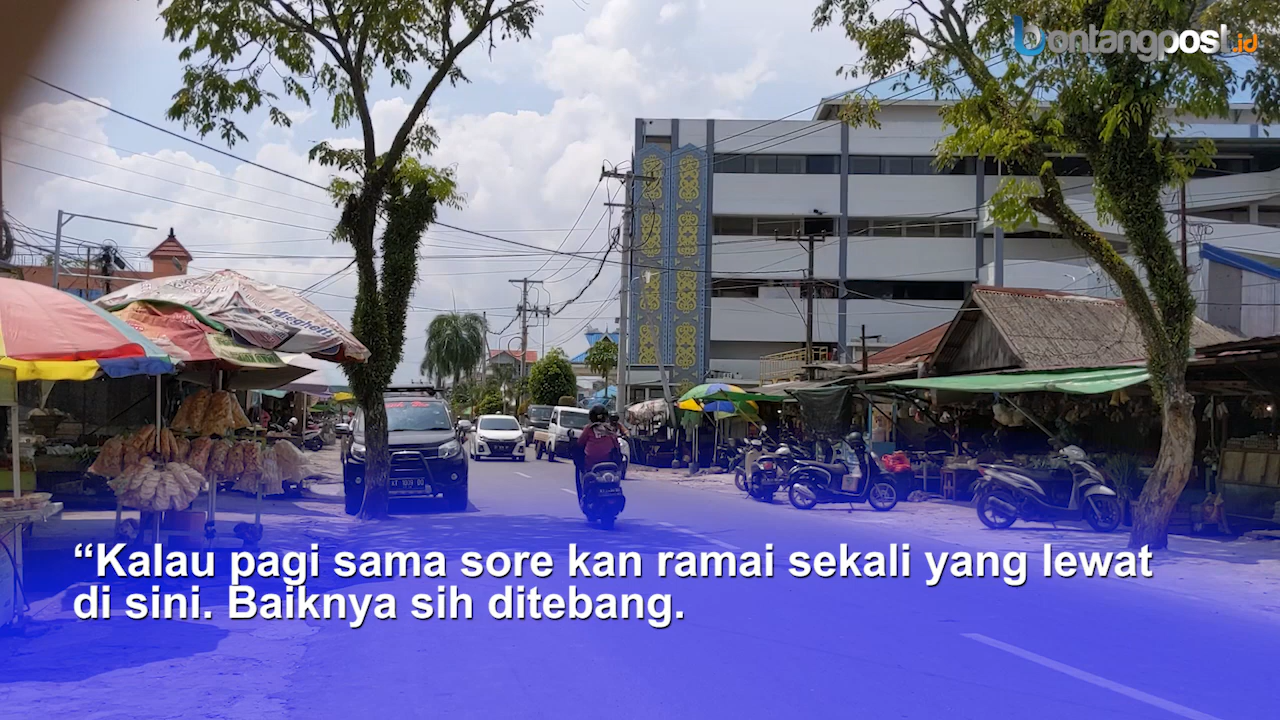 bontangpost.id
“Kalau pagi sama sore kan ramai sekali yang lewat
di sini. Baiknya sih ditebang.